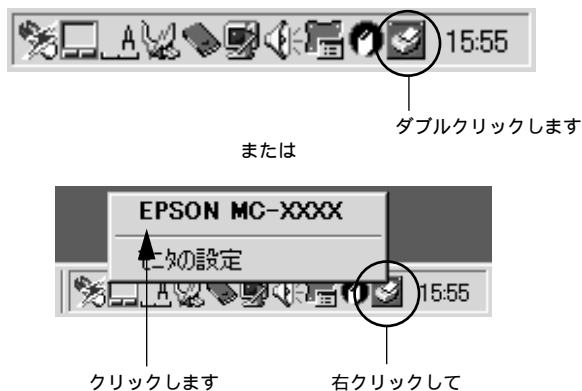 A 15:55
ダブルクリックします
または
EPSON MC-XXXX
モニタの設定
A 15:55
クリックします
右クリックして